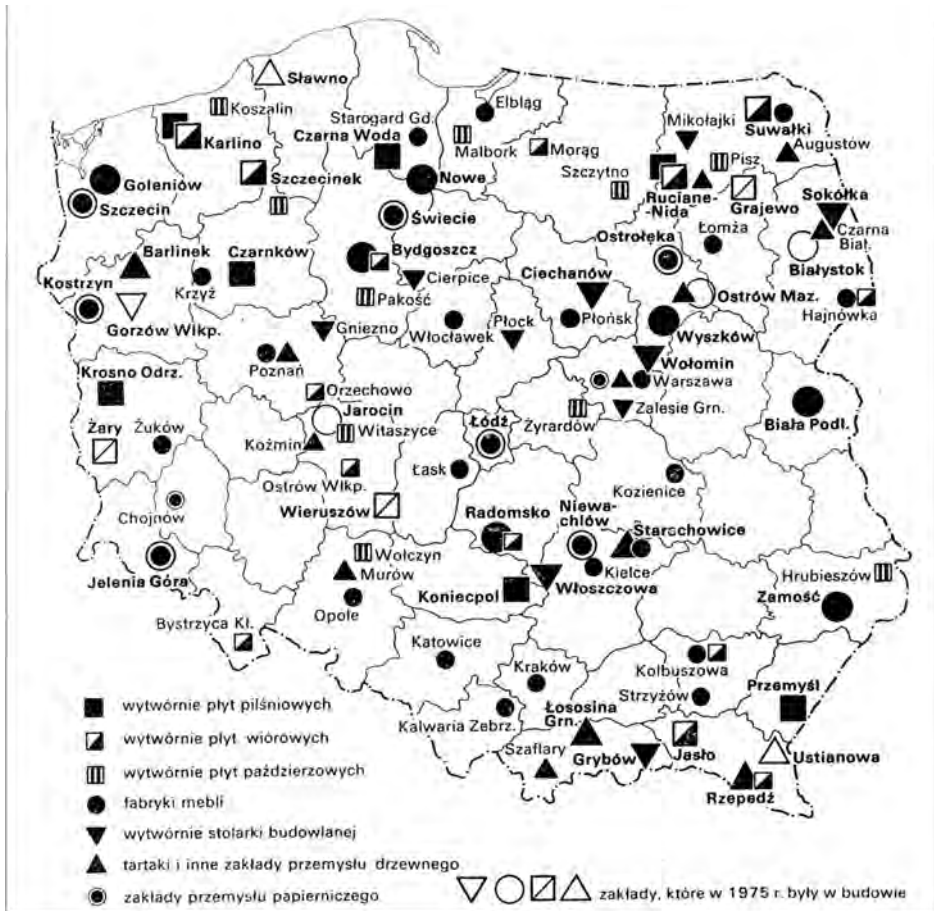 Sławno
Koszalin
Elbląg
Starogard Gd.
Czarna Woda
Mikołajki
Suwałki
Karlino
Malbork
Morąg
Augustów
Szczecinek
Szczytno
Pisz
Goleniów
Nowe
Ruciane-
-Nida
Grajewo
Sokółka
Szczecin
Świecie
Ostrołęka
Łomża
Czarna
Biał.
Barlinek
Czarnków
Bydgoszcz
Białystok
Kostrzyn
Krzyż
Cierpice
Ciechanów
Pakość
Ostrów Maz.
Hajnówka
Gorzów Wlkp.
Gniezno
Włocławek
Płock
Płońsk
Wyszków
Poznań
Wołomin
Krosno Odrz.
Orzechowo
Warszawa
Jarocin
Zalesie Grn.
Żary
Żuków
Witaszyce
Łódź
Żyrardów
Biała Podl.
Koźmin
Łask
Ostrów Wlkp.
Kozienice
Chojnów
Wieruszów
Radomsko
Niewa-
chlów
Starachowice
Jelenia Góra
Wołczyn
Murów
Kielce
Hrubieszów
Koniecpol
Włoszczowa
Zamość
Opole
Bystrzyca Kł.
Katowice
Kraków
Kolbuszowa
Strzyżów
Przemyśl
Kalwaria Zebrz.
Łososina
Grn.
Szaflary
Grybów
Jasło
Ustianowa
Rzepedź
wytwórnie płyt pilśniowych
wytwórnie płyt wiórowych
wytwórnie płyt paździerzowych
fabryki mebli
wytwórnie stolarki budowlanej
tartaki i inne zakłady przemysłu drzewnego
zakłady przemysłu papierniczego
zakłady, które w 1975 r. były w budowie